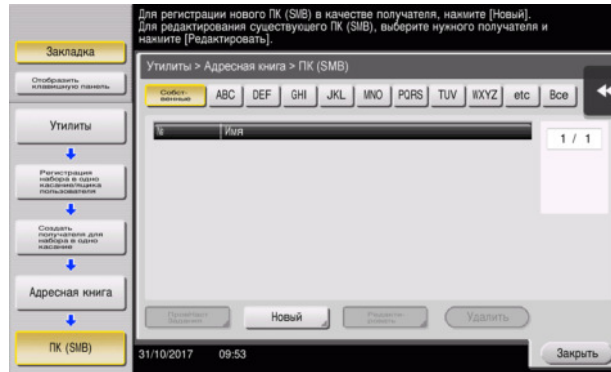 Для регистрации нового ПК (SMB) в качестве получателя, нажмите [Новый].
Для редактирования существующего ПК (SMB), выберите нужного получателя и
нажмите [Редактировать].
Закладка
Отобразить
клавишную панель
Утилиты
Регистрация
набора в одно
касание/ящика
пользователя
Создать
получателя для
набора в одно
касание
Адресная книга
ПК (SMB)
Утилиты > Адресная книга > ПК (SMB)
Собст-
венные
ABC
DEF
GHI
JKL
MNO
PQRS
TUV
WXYZ
etc
Все
№
Имя
1 / 1
Новый
Удалить
31/10/2017
09:53
Закрыть